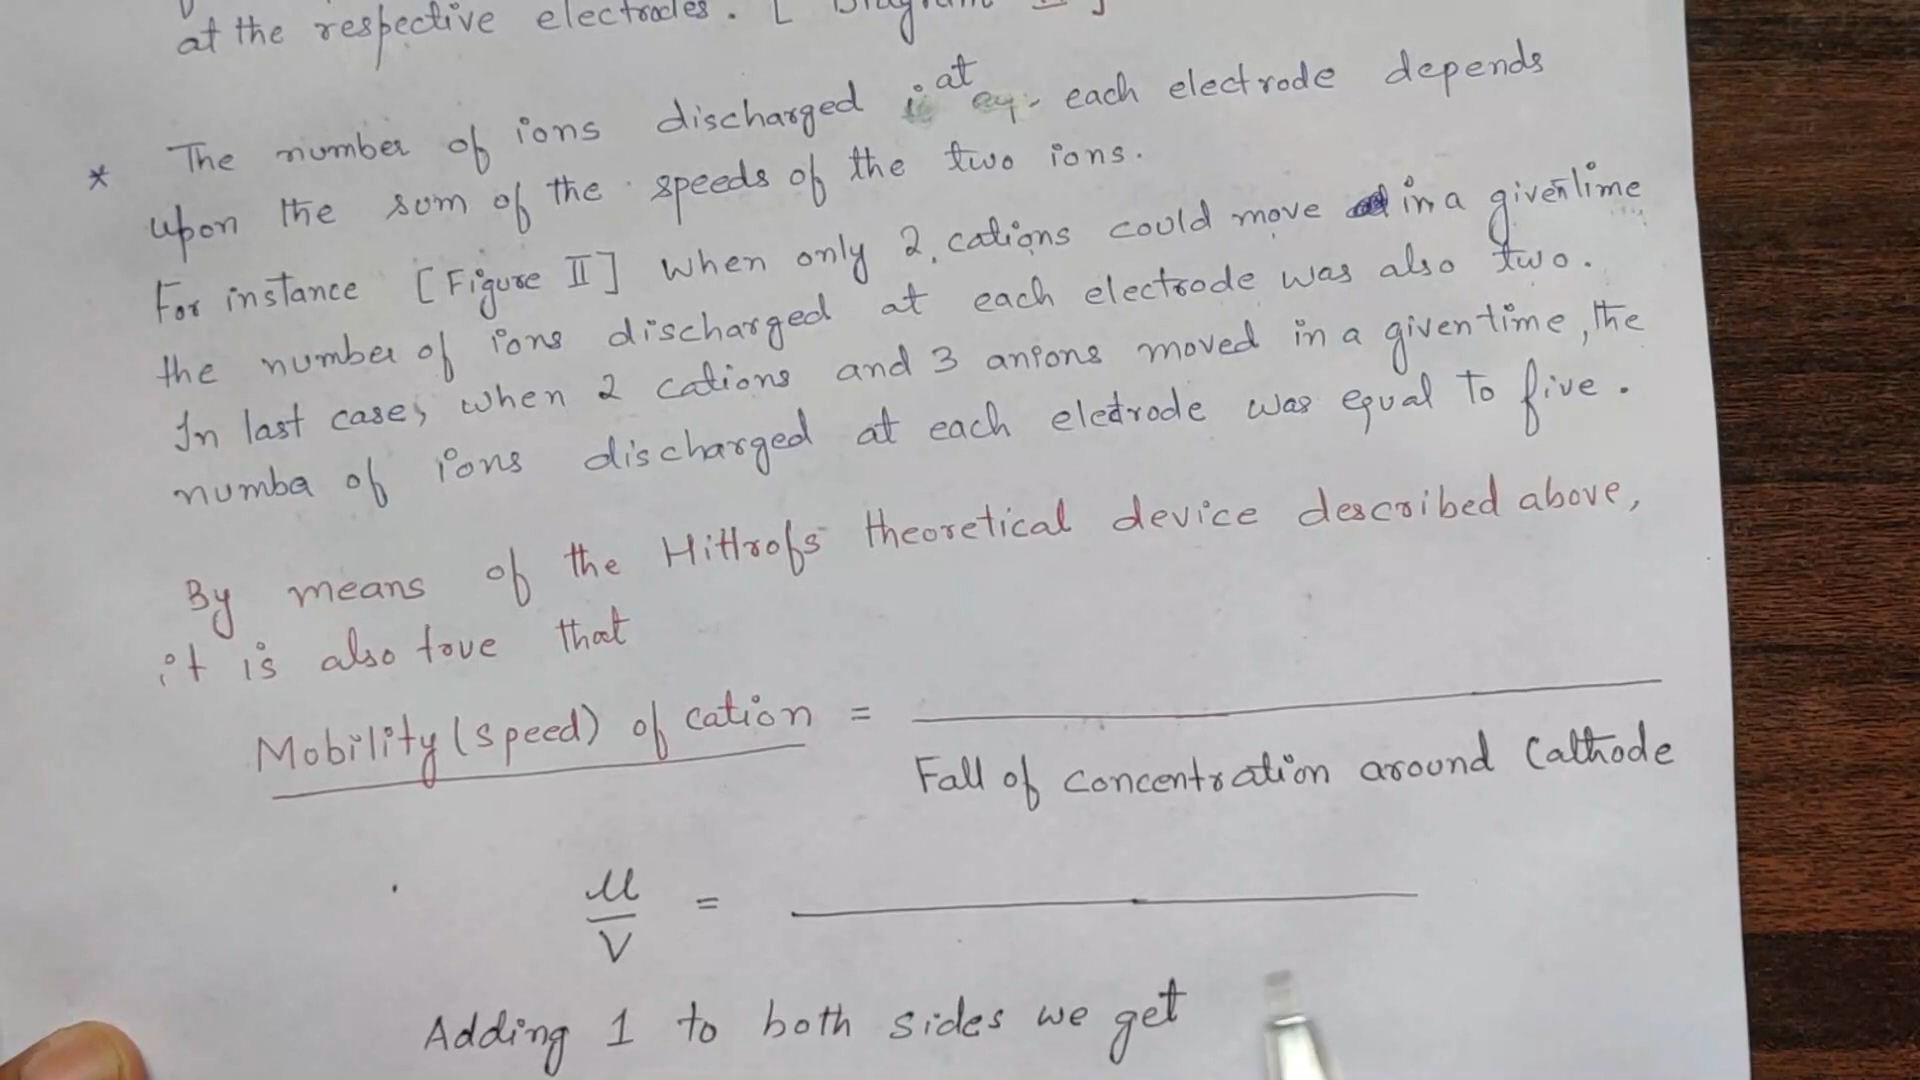 at the respective electrodes. [
The number of ions discharged at each electrode depends
upon the sum of the speeds of the two ions.
For instance [Figure II] when only 2 cations could move in a given time
the number of ions discharged at each electrode was also two.
In last case, when 2 cations and 3 anions moved in a given time, the
numbe of ions discharged at each eletrode was equal to five.
By means of the Hittrofs theoretical device described above,
it is also true that
Mobility (speed) of cation =
Fall of concentration around Cathode
u
=
v
Adding 1 to both sides we get